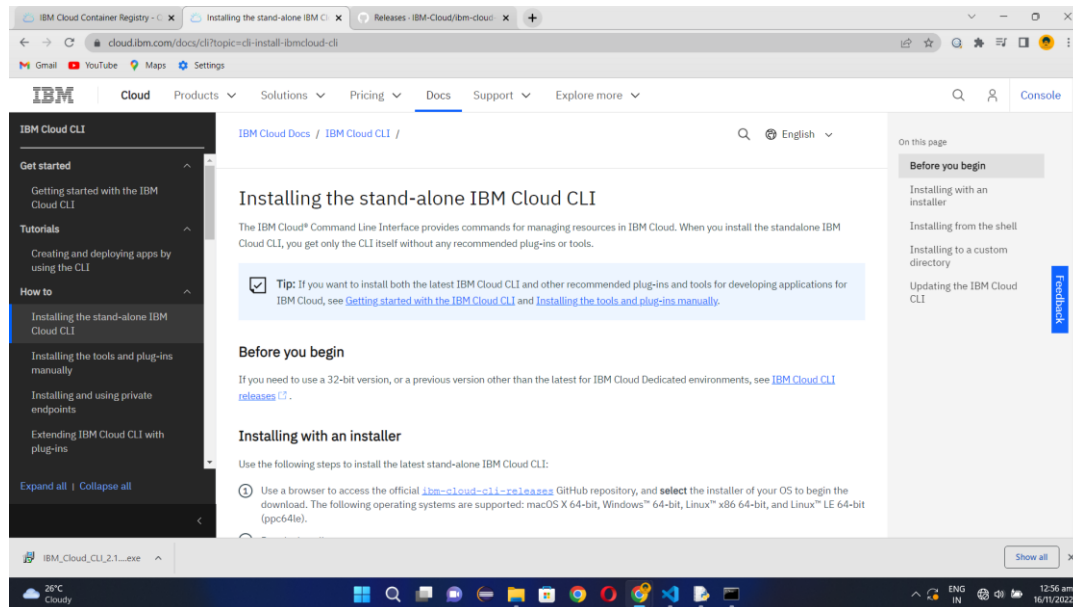 IBM Cloud Container Registry - C
Installing the stand-alone IBM Cl
Releases · IBM-Cloud/ibm-cloud-
cloud.ibm.com/docs/cli?topic=cli-install-ibmcloud-cli
Gmail YouTube Maps Settings
IBM Cloud Products Solutions Pricing Docs Support Explore more Console
IBM Cloud CLI
Get started
Getting started with the IBM
Cloud CLI
Tutorials
Creating and deploying apps by
using the CLI
How to
Installing the stand-alone IBM
Cloud CLI
Installing the tools and plug-ins
manually
Installing and using private
endpoints
Extending IBM Cloud CLI with
plug-ins
Expand all | Collapse all
IBM Cloud Docs / IBM Cloud CLI /
English
Installing the stand-alone IBM Cloud CLI
The IBM Cloud® Command Line Interface provides commands for managing resources in IBM Cloud. When you install the standalone IBM
Cloud CLI, you get only the CLI itself without any recommended plug-ins or tools.
Tip: If you want to install both the latest IBM Cloud CLI and other recommended plug-ins and tools for developing applications for
IBM Cloud, see Getting started with the IBM Cloud CLI and Installing the tools and plug-ins manually.
Before you begin
If you need to use a 32-bit version, or a previous version other than the latest for IBM Cloud Dedicated environments, see IBM Cloud CLI
releases .
Installing with an installer
Use the following steps to install the latest stand-alone IBM Cloud CLI:
1 Use a browser to access the official ibm-cloud-cli-releases GitHub repository, and select the installer of your OS to begin the
download. The following operating systems are supported: macOS X 64-bit, Windows™ 64-bit, Linux™ x86 64-bit, and Linux™ LE 64-bit
(ppc64le).
On this page
Before you begin
Installing with an
installer
Installing from the shell
Installing to a custom
directory
Updating the IBM Cloud
CLI
Feedback
IBM_Cloud_CLI_2.1....exe
Show all
26°C
Cloudy
ENG
IN
12:56 am
16/11/2022